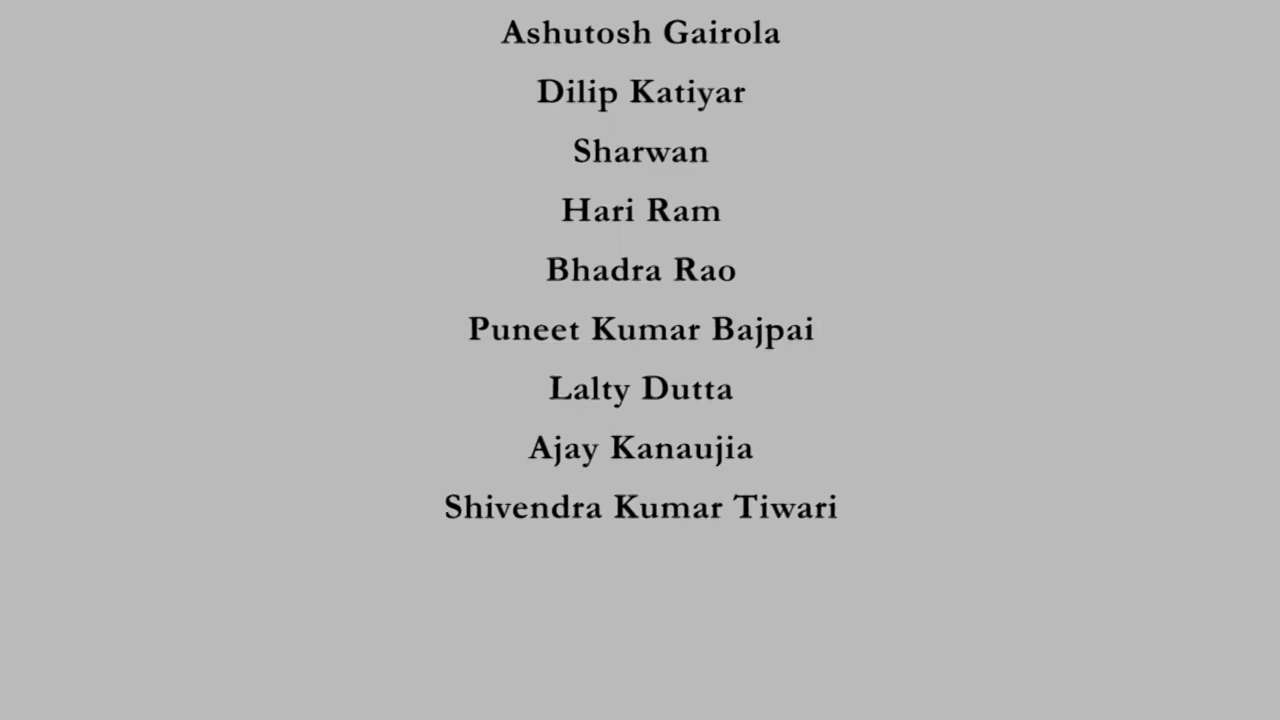 Ashutosh Gairola
Dilip Katiyar
Sharwan
Hari Ram
Bhadra Rao
Puneet Kumar Bajpai
Lalty Dutta
Ajay Kanaujia
Shivendra Kumar Tiwari